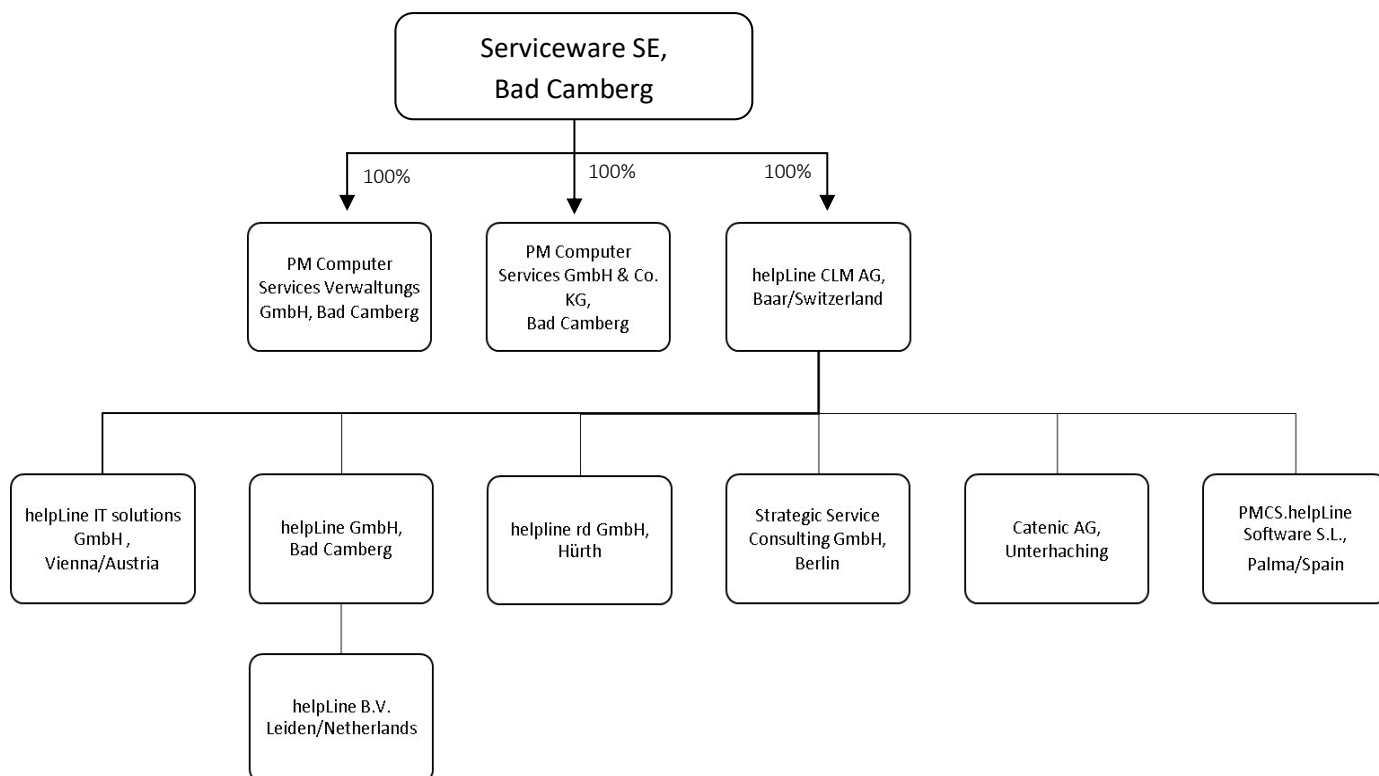 Serviceware SE,
Bad Camberg
100%
100%
100%
PM Computer
Services Verwaltungs
GmbH, Bad Camberg
PM Computer
Services GmbH & Co.
KG,
Bad Camberg
helpLine CLM AG,
Baar/Switzerland
helpLine IT solutions
GmbH ,
Vienna/Austria
helpLine GmbH,
Bad Camberg
helpline rd GmbH,
Hürth
Strategic Service
Consulting GmbH,
Berlin
Catenic AG,
Unterhaching
PMCS.helpLine
Software S.L.,
Palma/Spain
helpLine B.V.
Leiden/Netherlands